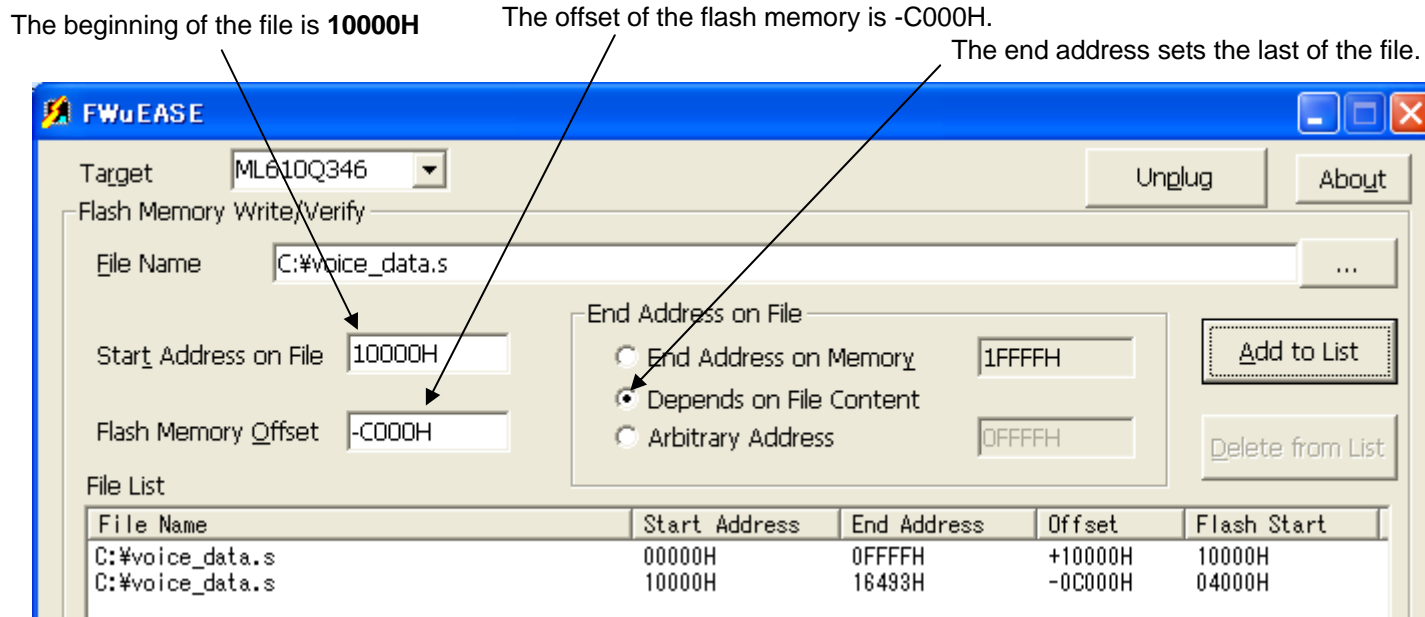 The beginning of the file is 10000H
The offset of the flash memory is -C000H.
The end address sets the last of the file.
FWuEASE
Target ML610Q346 Unplug About
Flash Memory Write/Verify
File Name C:¥voice_data.s ...
End Address on File
Start Address on File 10000H End Address on Memory 1FFFFH Add to List
Depends on File Content
Flash Memory Offset -C000H Arbitrary Address 0FFFFH Delete from List
File List
File Name Start Address End Address Offset Flash Start
C:¥voice_data.s 00000H 0FFFFH +10000H 10000H
C:¥voice_data.s 10000H 16493H -0C000H 04000H